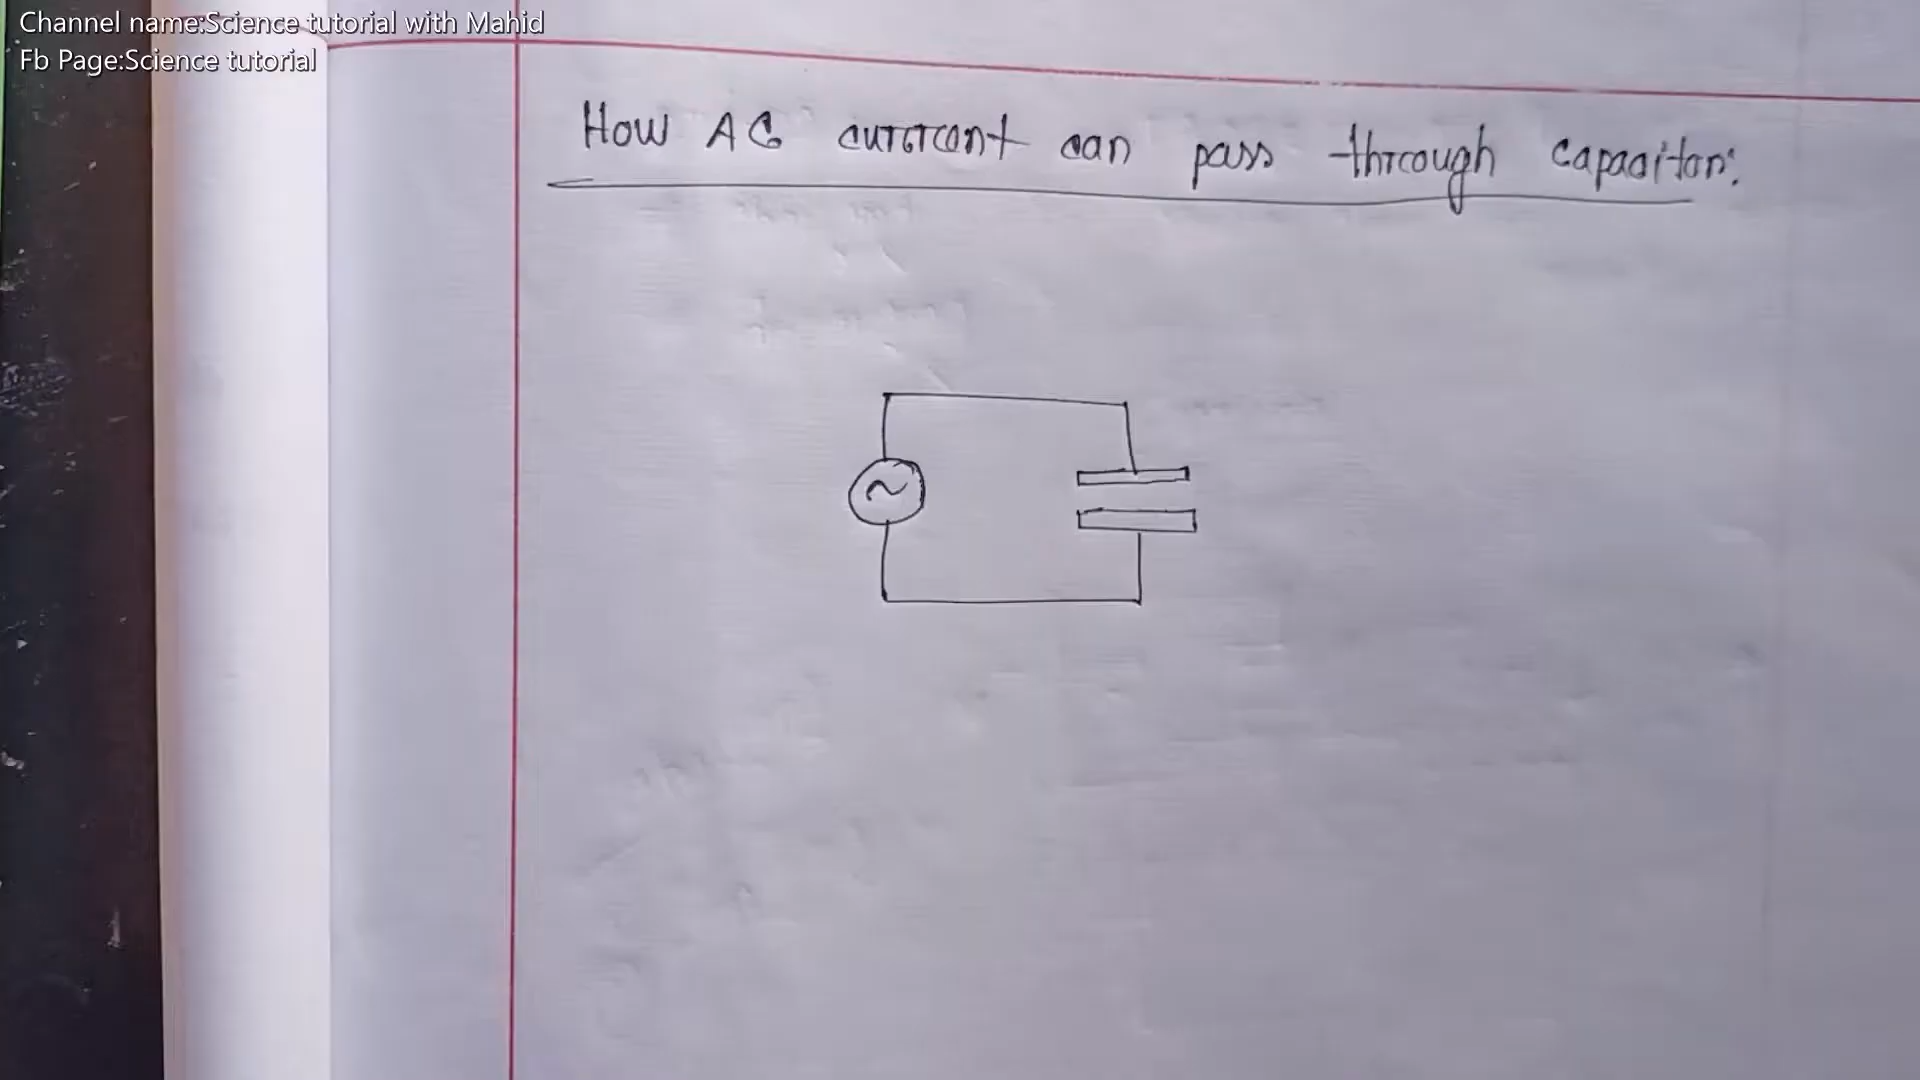 Channel name:Science tutorial with Mahid
Fb Page:Science tutorial
How AC current can pass through capacitor:
~